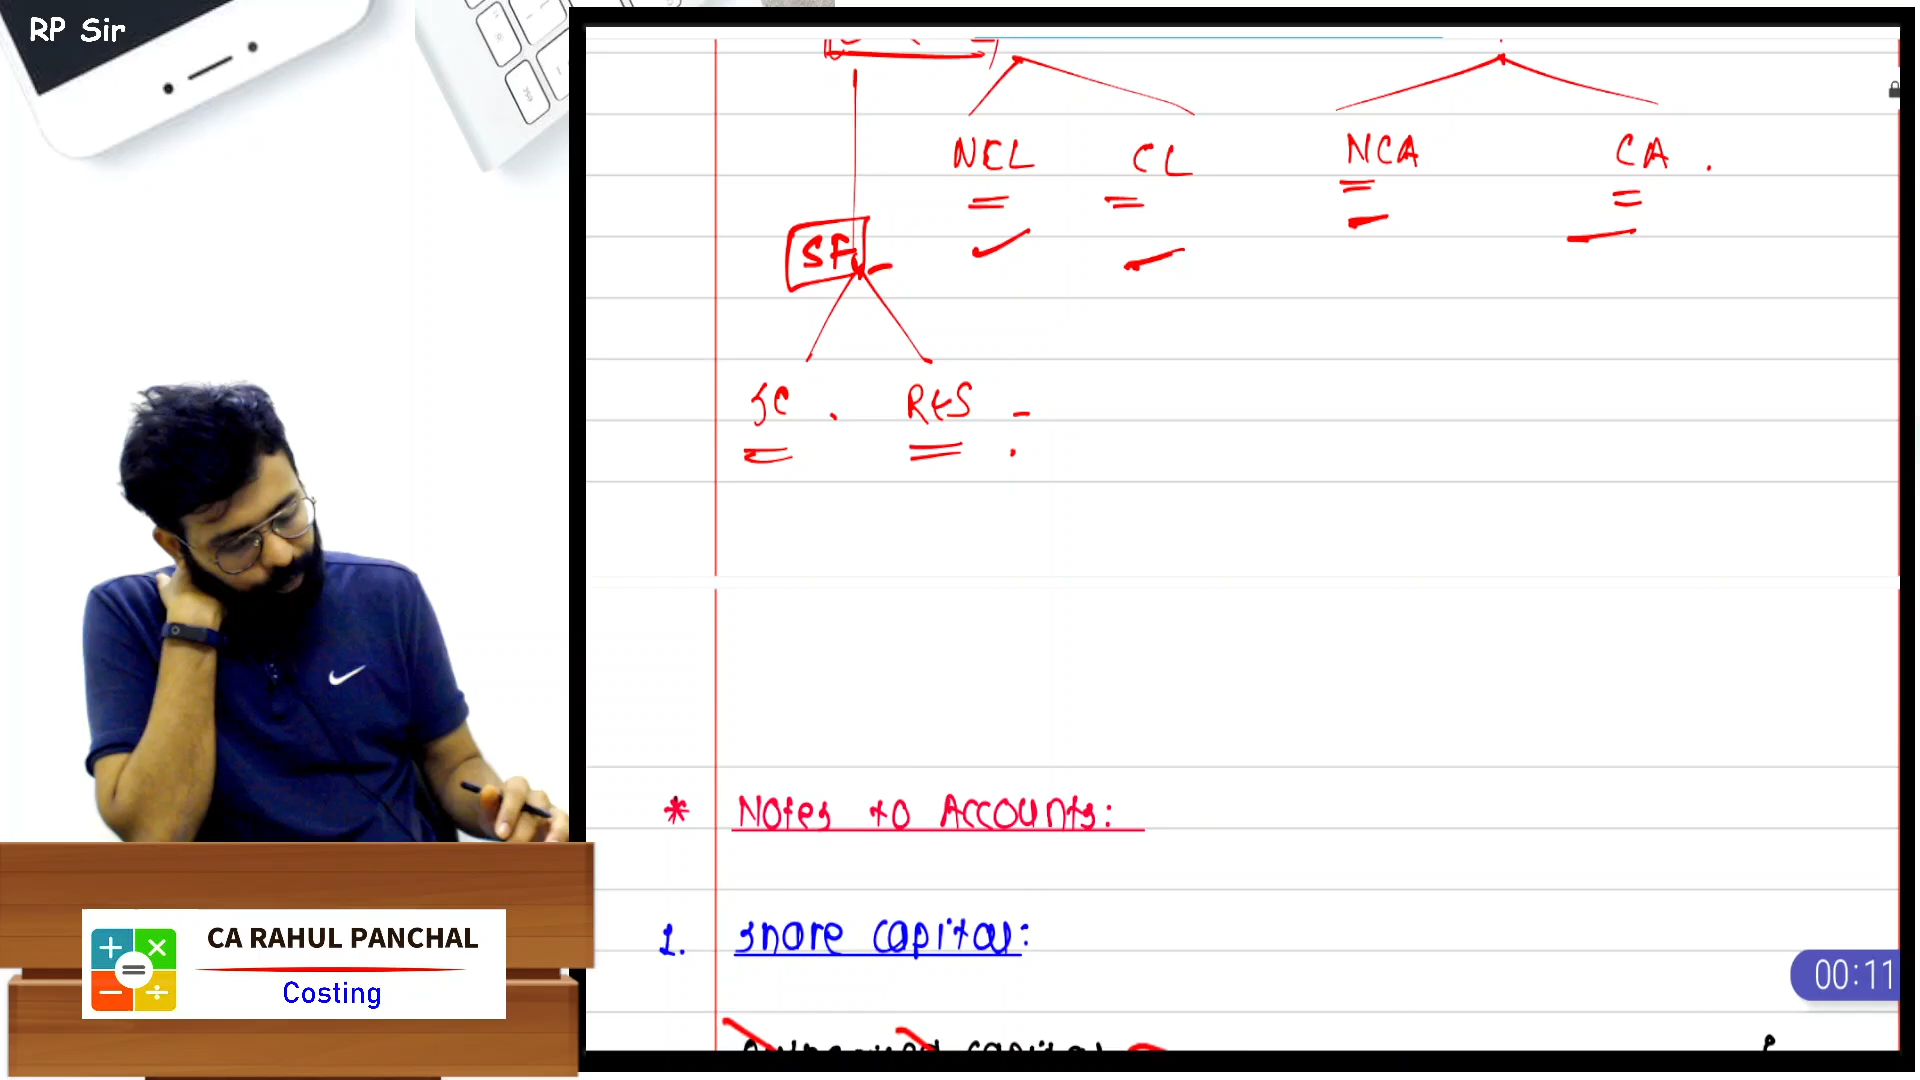 RP Sir
NCL CL NCA CA .
SF
SC . R&S -
* Notes to Accounts:
1. Share capital:
CA RAHUL PANCHAL
Costing
00:11
capital